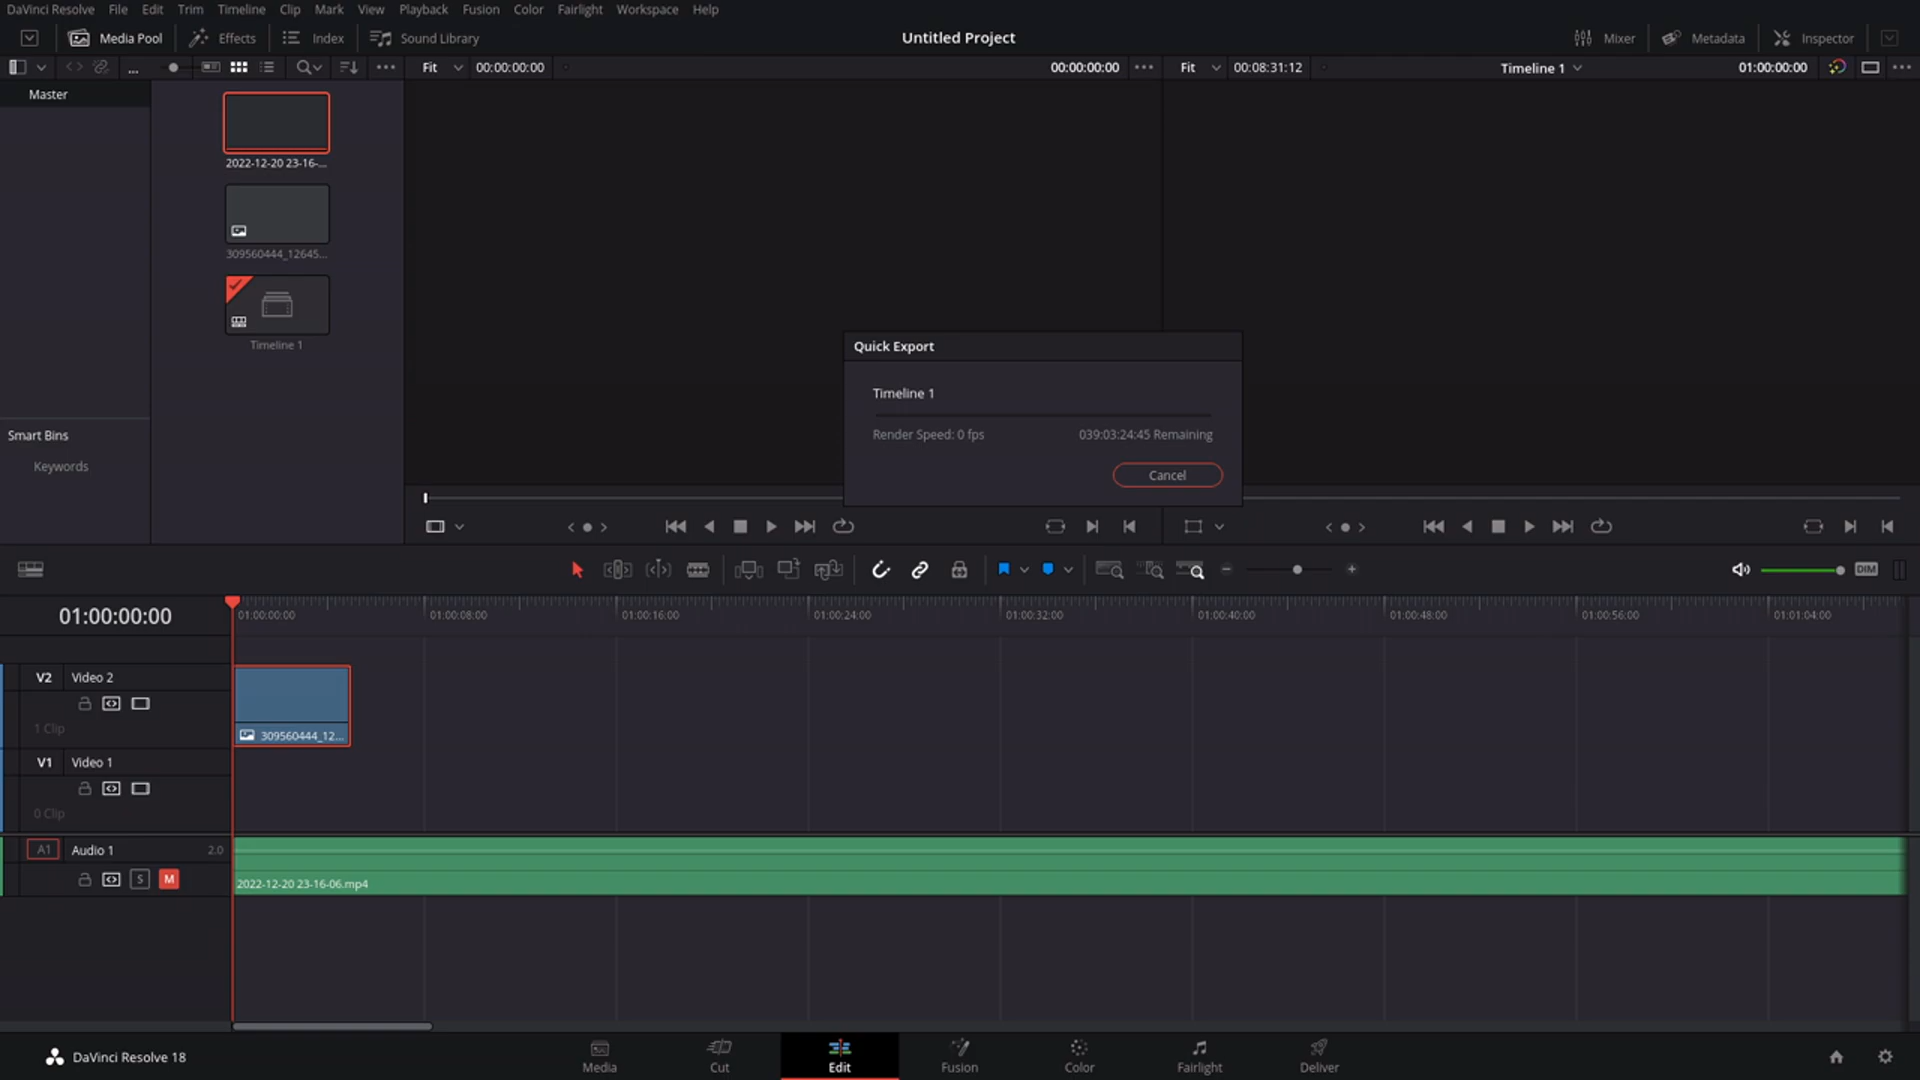 DaVinci Resolve File Edit Trim Timeline Clip Mark View Playback Fusion Color Fairlight Workspace Help
Media Pool Effects Index Sound Library Untitled Project Mixer Metadata Inspector
... Fit 00:00:00:00 00:00:00:00 Fit 00:08:31:12 Timeline 1 01:00:00:00
Master
2022-12-20 23-16-...
309560444_12645...
Timeline 1
Smart Bins
Keywords
Quick Export
Timeline 1
Render Speed: 0 fps 039:03:24:45 Remaining
Cancel
DIM
01:00:00:00 01:00:00:00 01:00:08:00 01:00:16:00 01:00:24:00 01:00:32:00 01:00:40:00 01:00:48:00 01:00:56:00 01:01:04:00
V2 Video 2
1 Clip
309560444_12...
V1 Video 1
0 Clip
A1 Audio 1 2.0
S M
2022-12-20 23-16-06.mp4
DaVinci Resolve 18 Media Cut Edit Fusion Color Fairlight Deliver